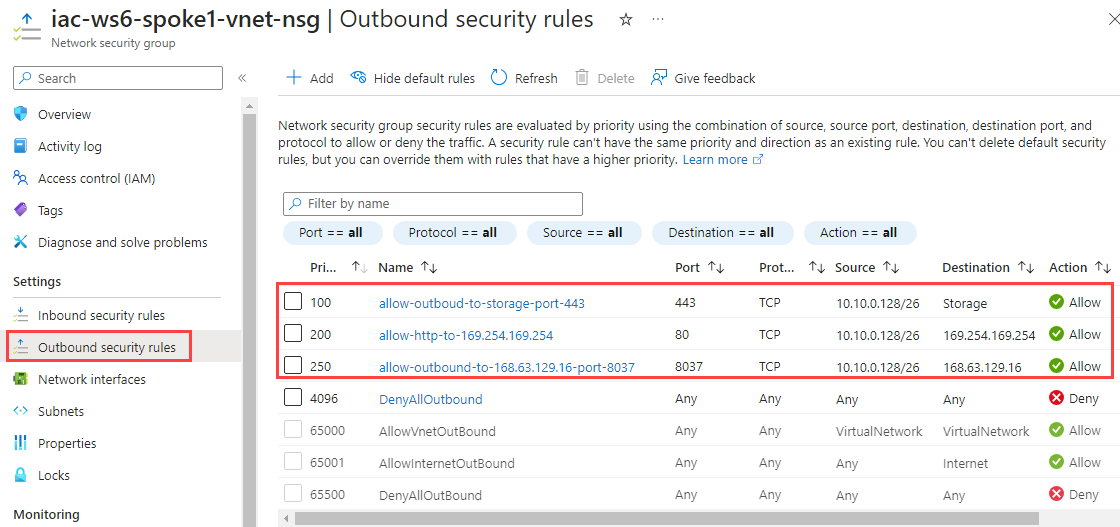 iac-ws6-spoke1-vnet-nsg | Outbound security rules
Network security group
Search
Add Hide default rules Refresh Delete Give feedback
Overview
Activity log
Access control (IAM)
Tags
Diagnose and solve problems
Settings
Inbound security rules
Outbound security rules
Network interfaces
Subnets
Properties
Locks
Monitoring
Network security group security rules are evaluated by priority using the combination of source, source port, destination, destination port, and
protocol to allow or deny the traffic. A security rule can't have the same priority and direction as an existing rule. You can't delete default security
rules, but you can override them with rules that have a higher priority. Learn more
Filter by name
Port == all Protocol == all Source == all Destination == all Action == all
Pri... Name Port Prot... Source Destination Action
100 allow-outboud-to-storage-port-443 443 TCP 10.10.0.128/26 Storage Allow
200 allow-http-to-169.254.169.254 80 TCP 10.10.0.128/26 169.254.169.254 Allow
250 allow-outbound-to-168.63.129.16-port-8037 8037 TCP 10.10.0.128/26 168.63.129.16 Allow
4096 DenyAllOutbound Any Any Any Any Deny
65000 AllowVnetOutBound Any Any VirtualNetwork VirtualNetwork Allow
65001 AllowInternetOutBound Any Any Any Internet Allow
65500 DenyAllOutBound Any Any Any Any Deny